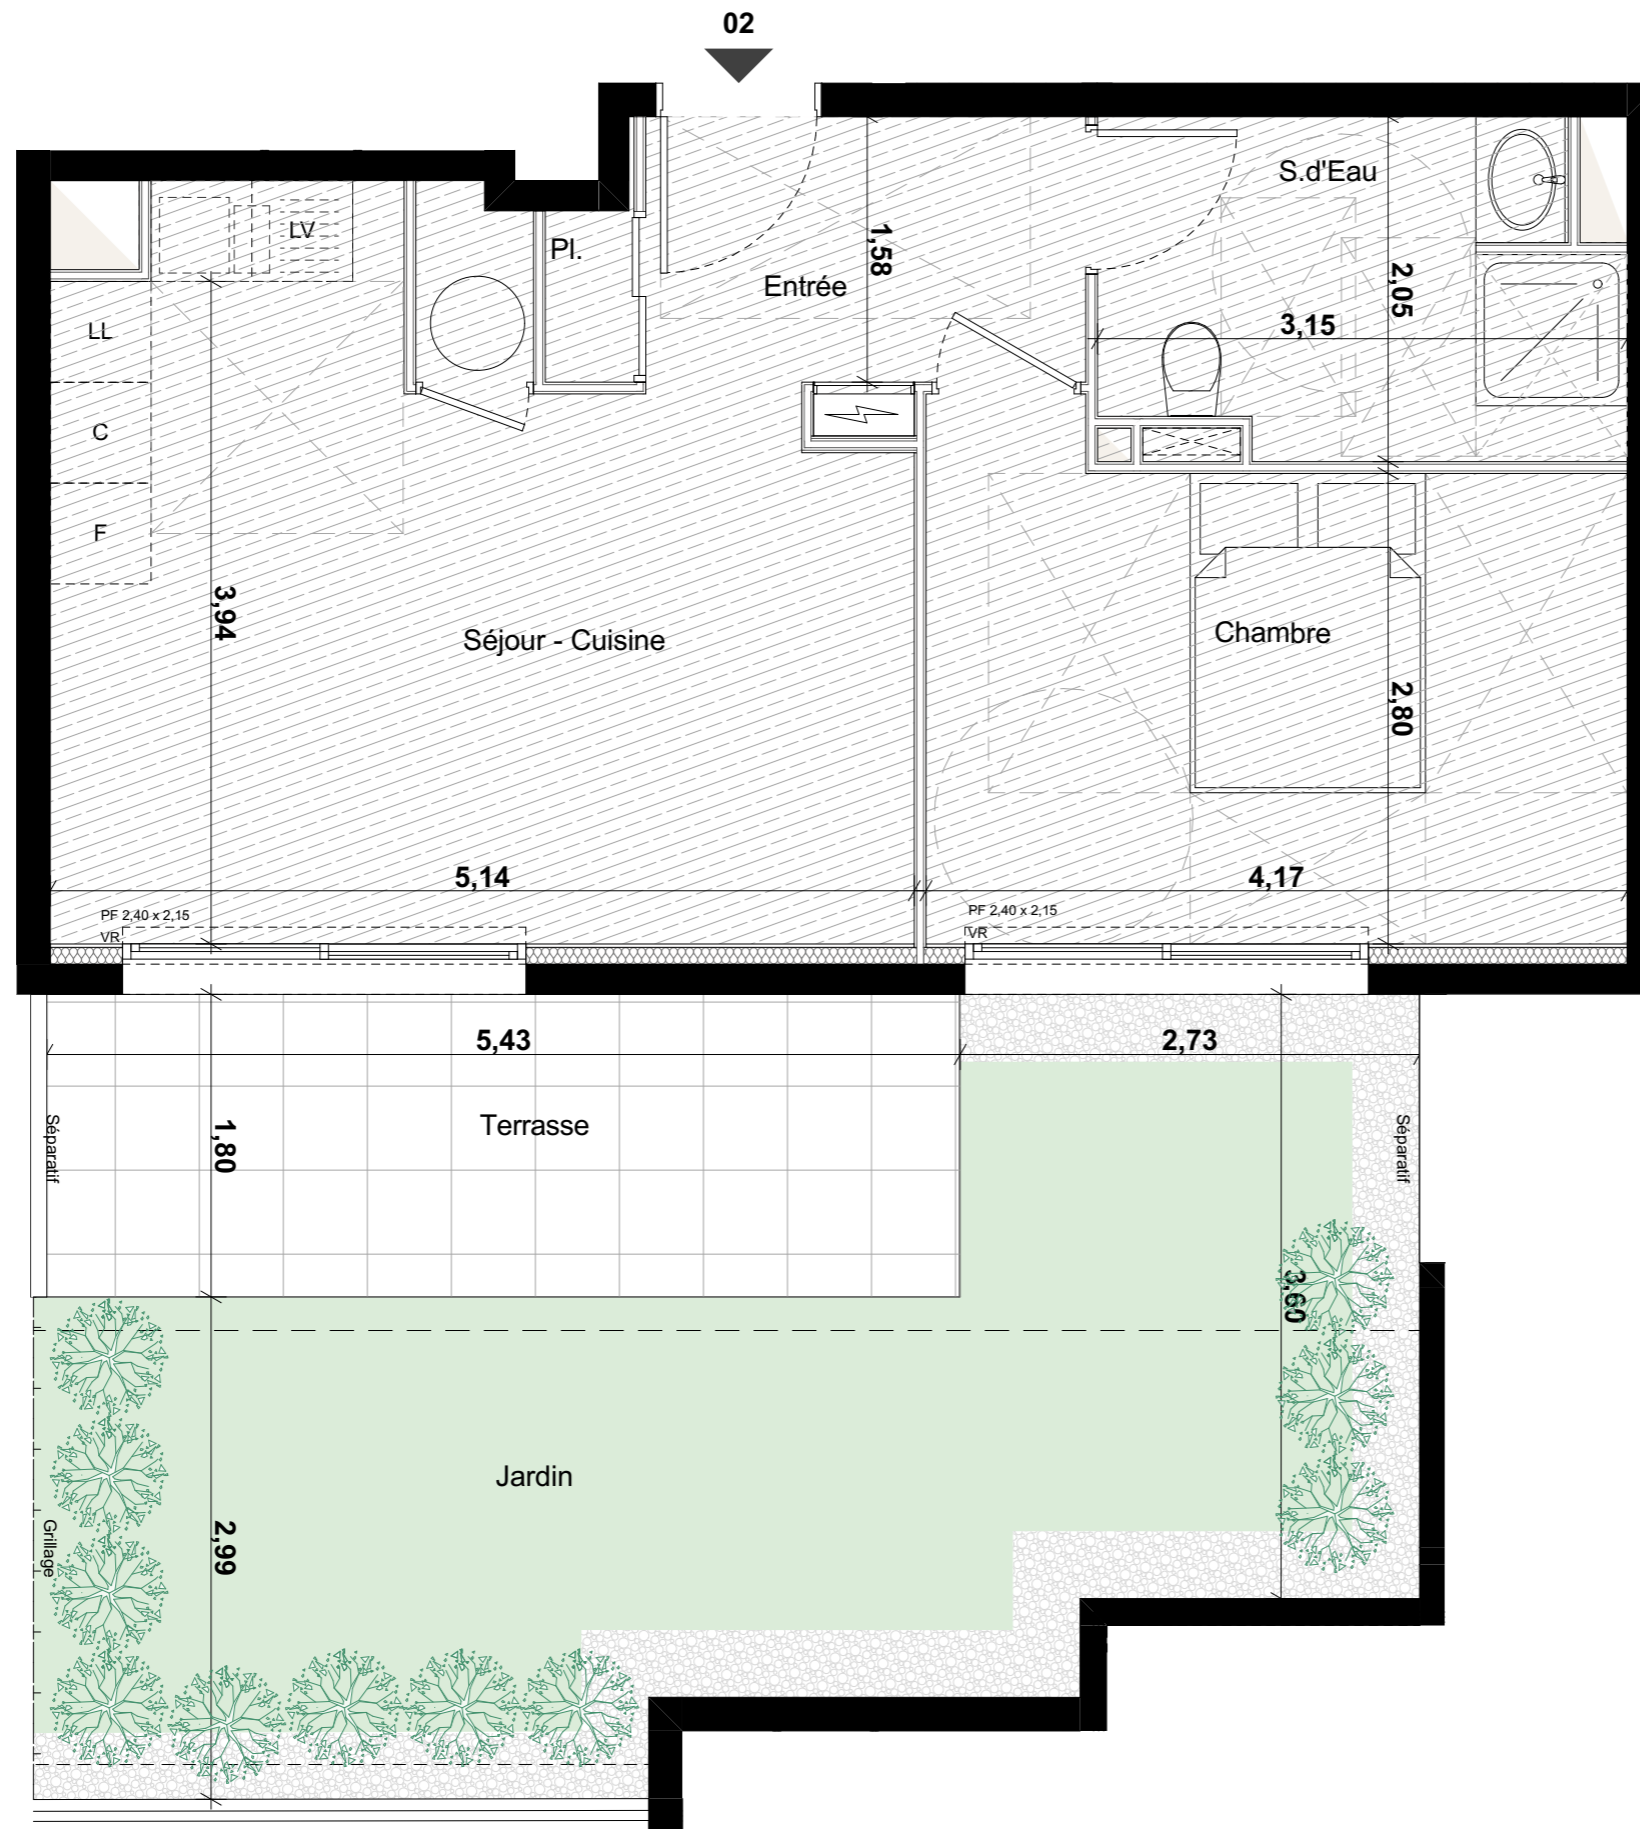 02
S.d'Eau
LV
Pl.
1,58
Entrée
2,05
3,15
LL
C
F
3,94
Séjour - Cuisine
Chambre
2,80
5,14
4,17
PF 2,40 x 2,15
VR
PF 2,40 x 2,15
VR
5,43
2,73
Séparatif
1,80
Terrasse
Séparatif
3,60
Jardin
Grillage
2,99